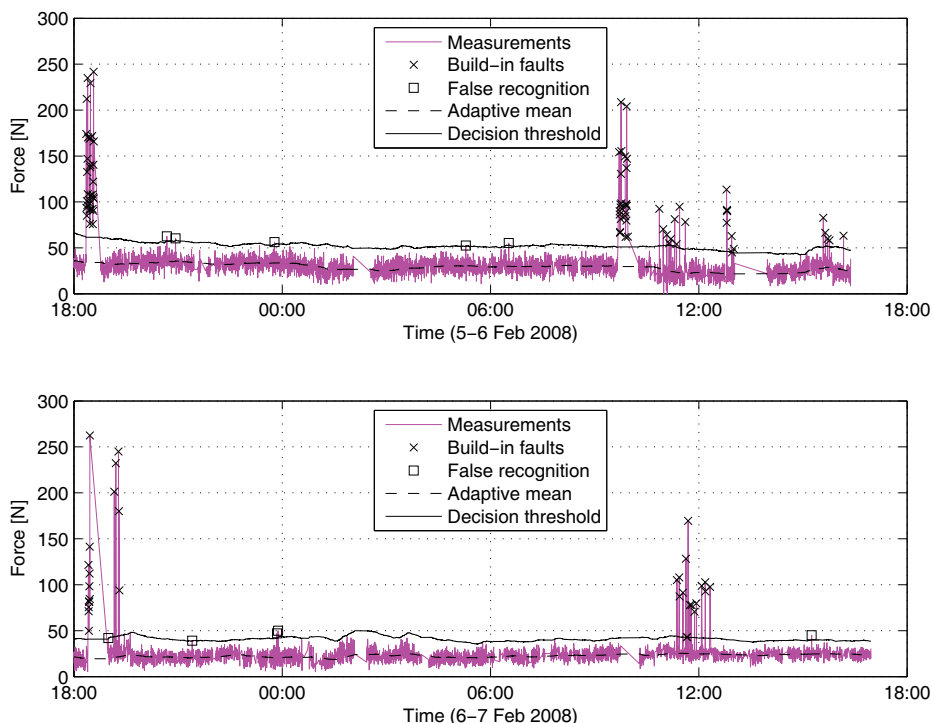 300
250
200
150
100
50
0
Force [N]
Measurements
Build-in faults
False recognition
Adaptive mean
Decision threshold
18:00
00:00
06:00
12:00
18:00
Time (5-6 Feb 2008)
300
250
200
150
100
50
0
Force [N]
Measurements
Build-in faults
False recognition
Adaptive mean
Decision threshold
18:00
00:00
06:00
12:00
18:00
Time (6-7 Feb 2008)